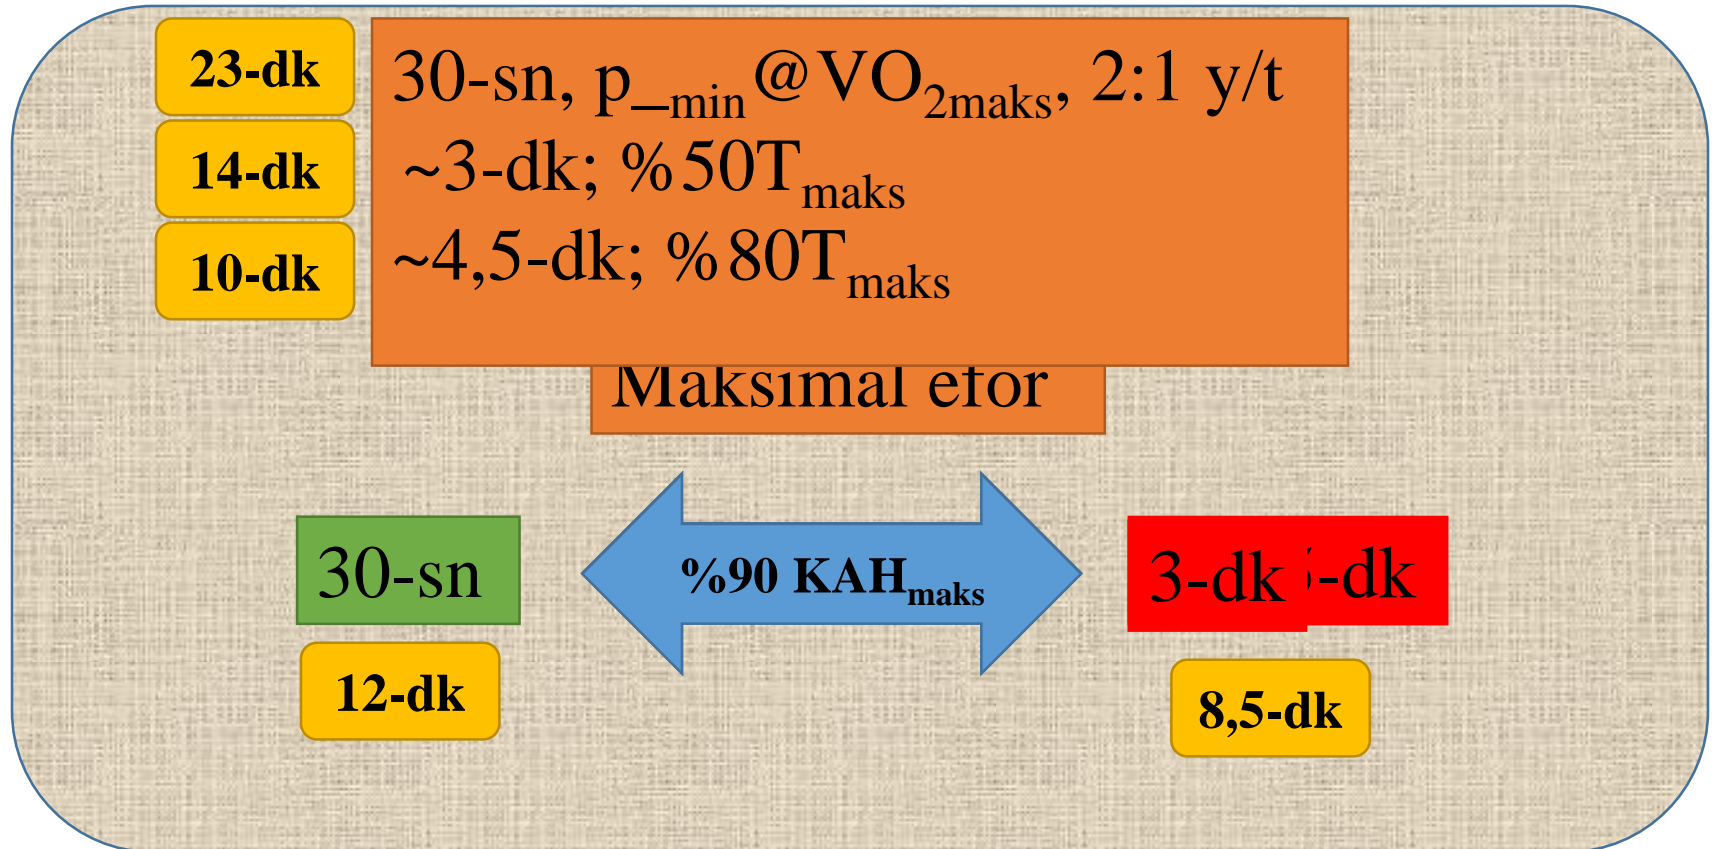 23-dk
30-sn, p_min@VO2maks, 2:1 y/t
14-dk
~3-dk; %50Tmaks
10-dk
~4,5-dk; %80Tmaks
Maksimal efor
30-sn
%90 KAHmaks
3-dk
-dk
12-dk
8,5-dk